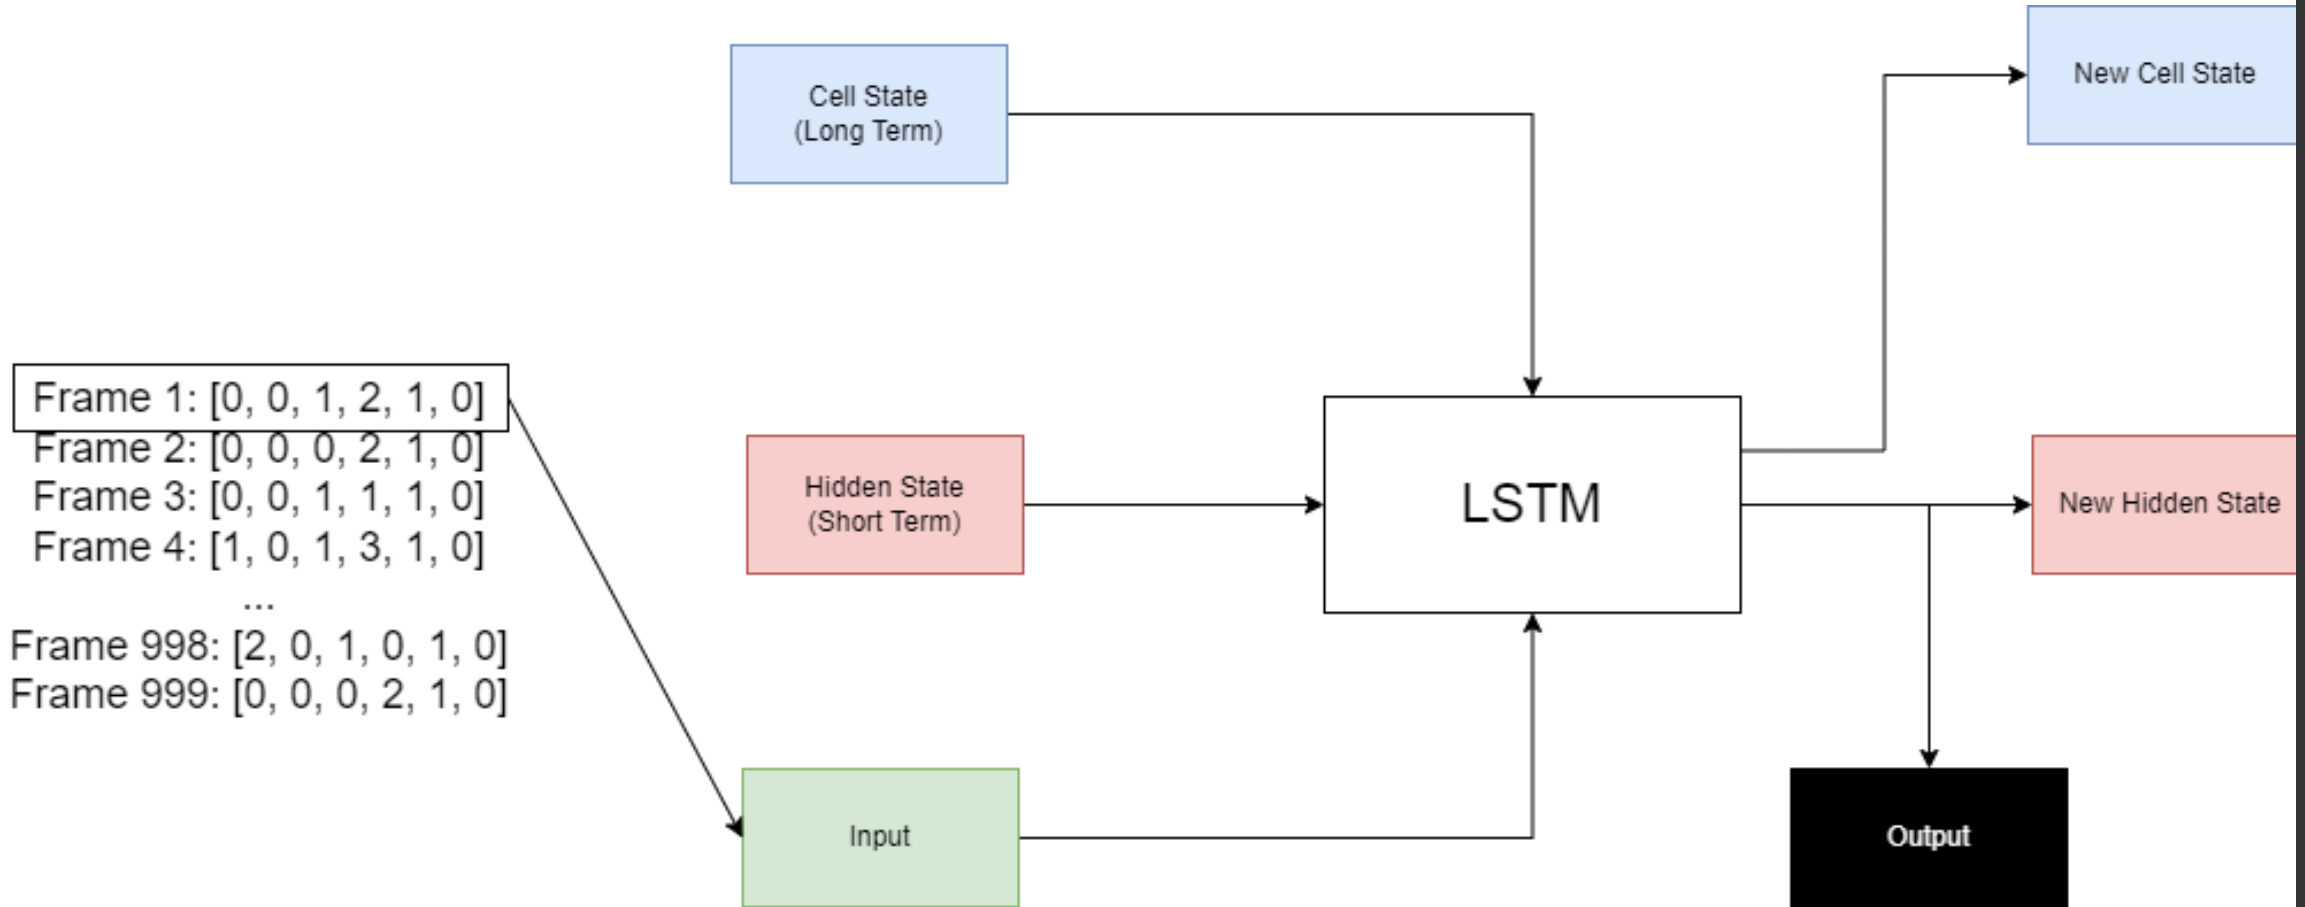 Cell State
(Long Term)
New Cell State
Frame 1: [0, 0, 1, 2, 1, 0]
Frame 2: [0, 0, 0, 2, 1, 0]
Frame 3: [0, 0, 1, 1, 1, 0]
Frame 4: [1, 0, 1, 3, 1, 0]
...
Frame 998: [2, 0, 1, 0, 1, 0]
Frame 999: [0, 0, 0, 2, 1, 0]
Hidden State
(Short Term)
LSTM
New Hidden State
Input
Output